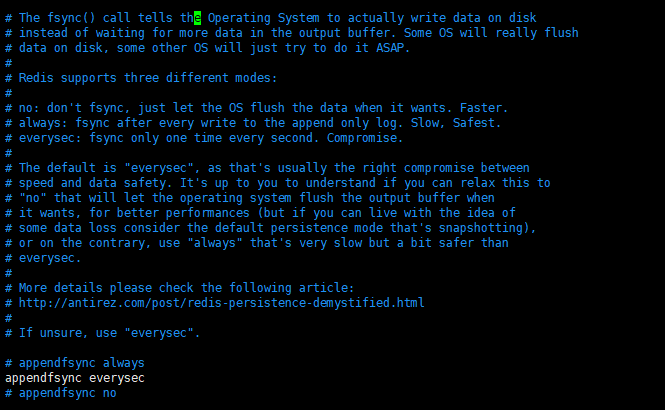 # The fsync() call tells the Operating System to actually write data on disk
# instead of waiting for more data in the output buffer. Some OS will really flush
# data on disk, some other OS will just try to do it ASAP.
#
# Redis supports three different modes:
#
# no: don't fsync, just let the OS flush the data when it wants. Faster.
# always: fsync after every write to the append only log. Slow, Safest.
# everysec: fsync only one time every second. Compromise.
#
# The default is "everysec", as that's usually the right compromise between
# speed and data safety. It's up to you to understand if you can relax this to
# "no" that will let the operating system flush the output buffer when
# it wants, for better performances (but if you can live with the idea of
# some data loss consider the default persistence mode that's snapshotting),
# or on the contrary, use "always" that's very slow but a bit safer than
# everysec.
#
# More details please check the following article:
# http://antirez.com/post/redis-persistence-demystified.html
#
# If unsure, use "everysec".

# appendfsync always
appendfsync everysec
# appendfsync no